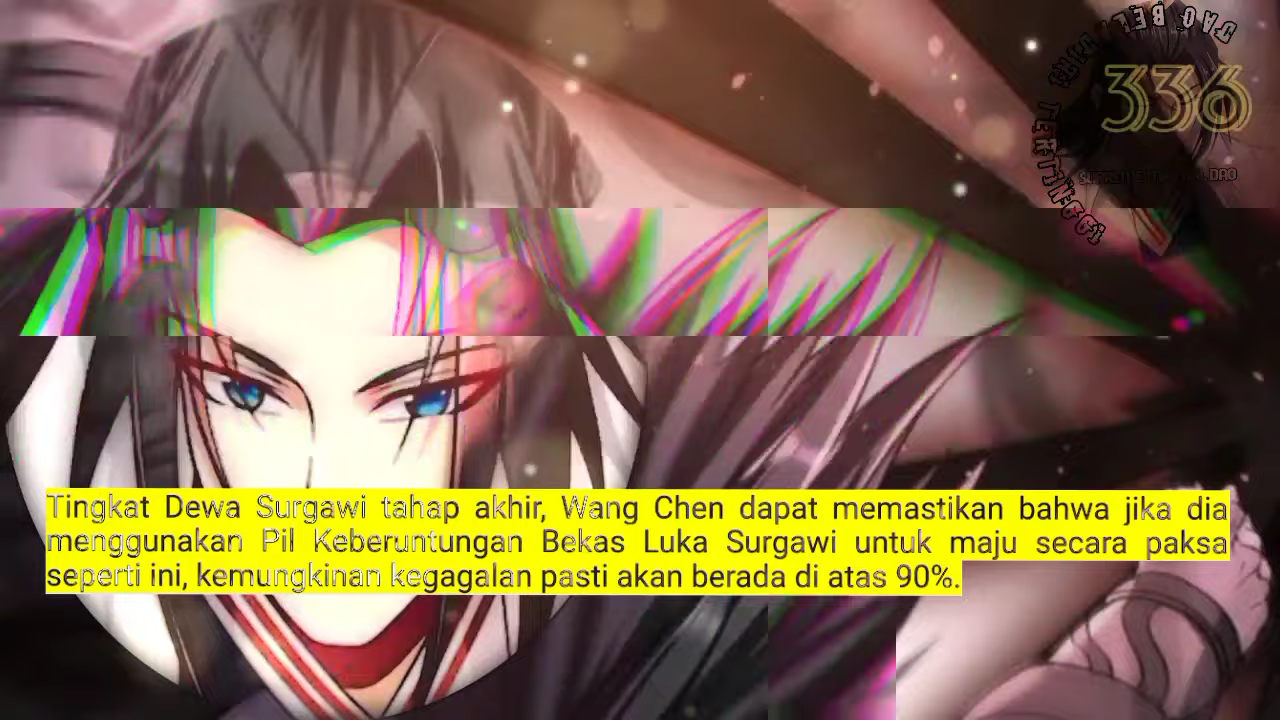 336
Tingkat Dewa Surgawi tahap akhir, Wang Chen dapat memastikan bahwa jika dia
menggunakan Pil Keberuntungan Bekas Luka Surgawi untuk maju secara paksa
seperti ini, kemungkinan kegagalan pasti akan berada di atas 90%.